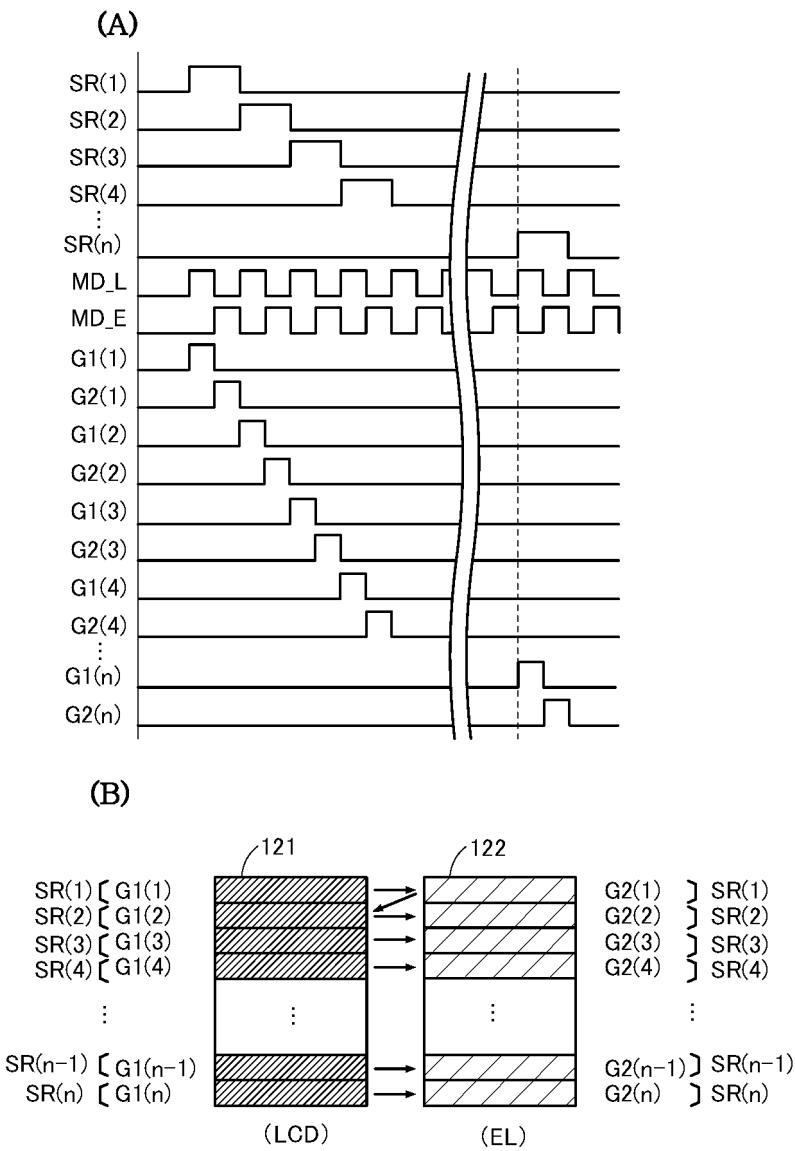 (A)
SR(1)
SR(2)
SR(3)
SR(4)
⋮
SR(n)
MD_L
MD_E
G1(1)
G2(1)
G1(2)
G2(2)
G1(3)
G2(3)
G1(4)
G2(4)
⋮
G1(n)
G2(n)
(B)
121 122
SR(1) [ G1(1) G2(1) ] SR(1)
SR(2) [ G1(2) G2(2) ] SR(2)
SR(3) [ G1(3) G2(3) ] SR(3)
SR(4) [ G1(4) G2(4) ] SR(4)
⋮ ⋮ ⋮ ⋮
SR(n−1) [ G1(n−1) G2(n−1) ] SR(n−1)
SR(n) [ G1(n) G2(n) ] SR(n)
(LCD) (EL)